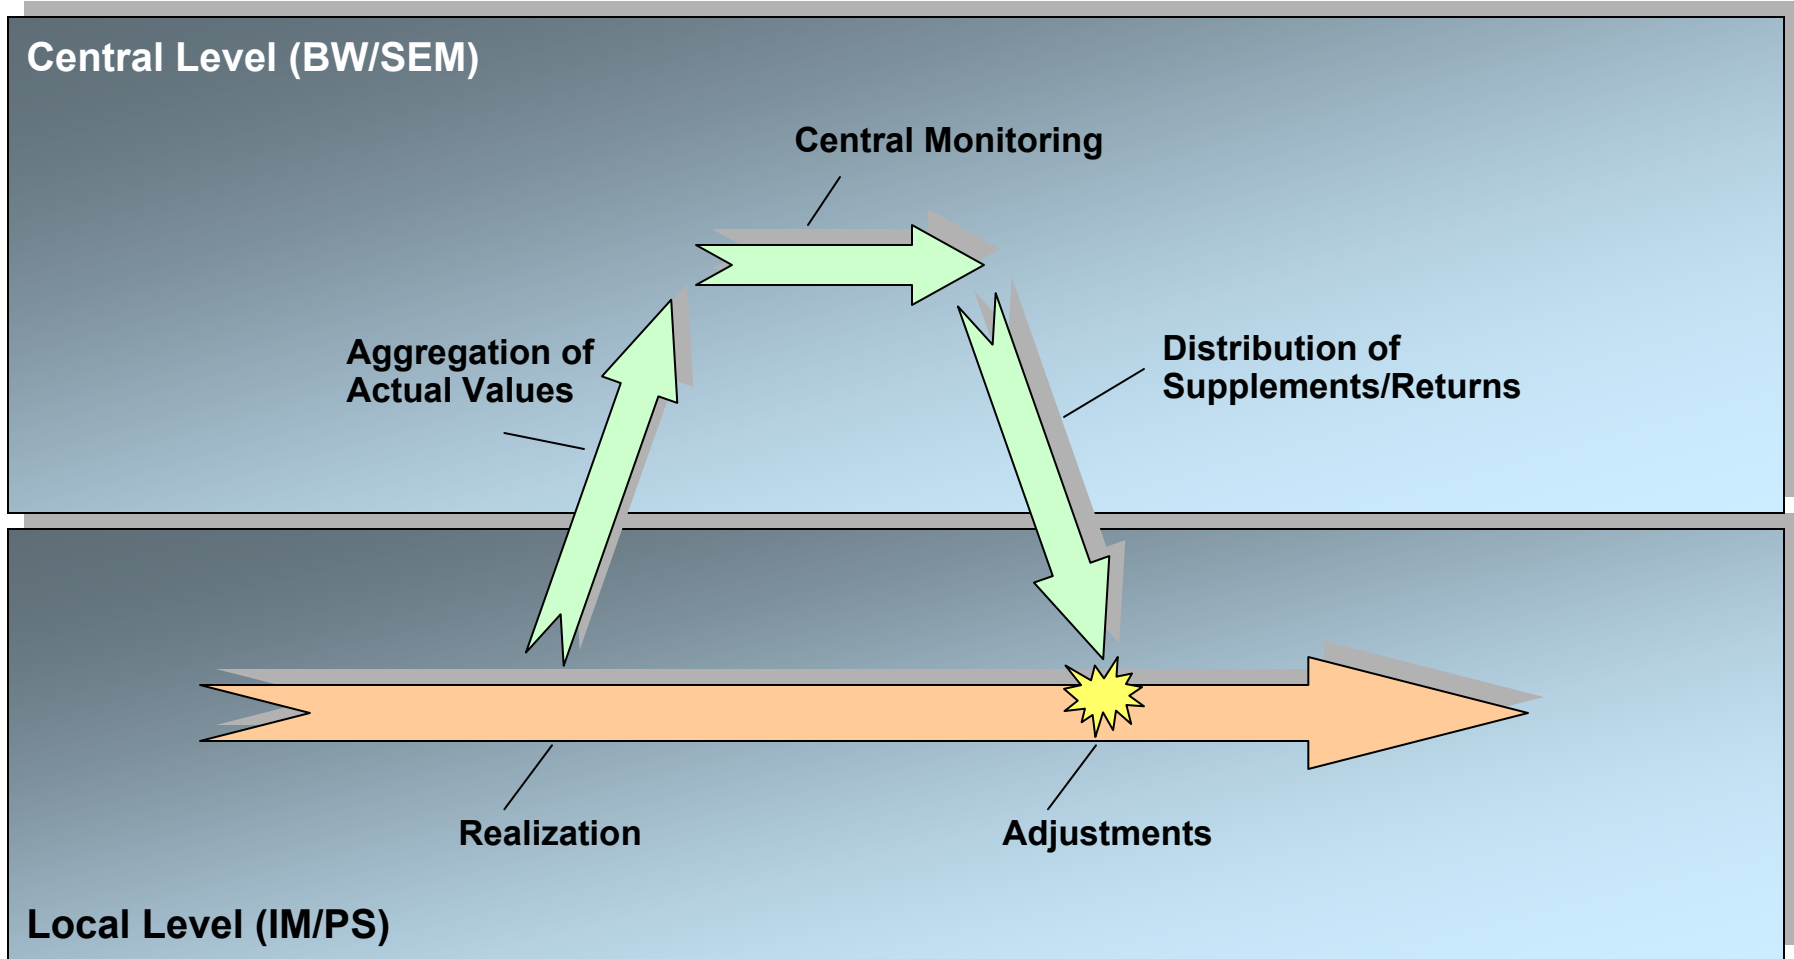 Central Level (BW/SEM)
Central Monitoring
Aggregation of
Actual Values
Distribution of
Supplements/Returns
Realization
Adjustments
Local Level (IM/PS)